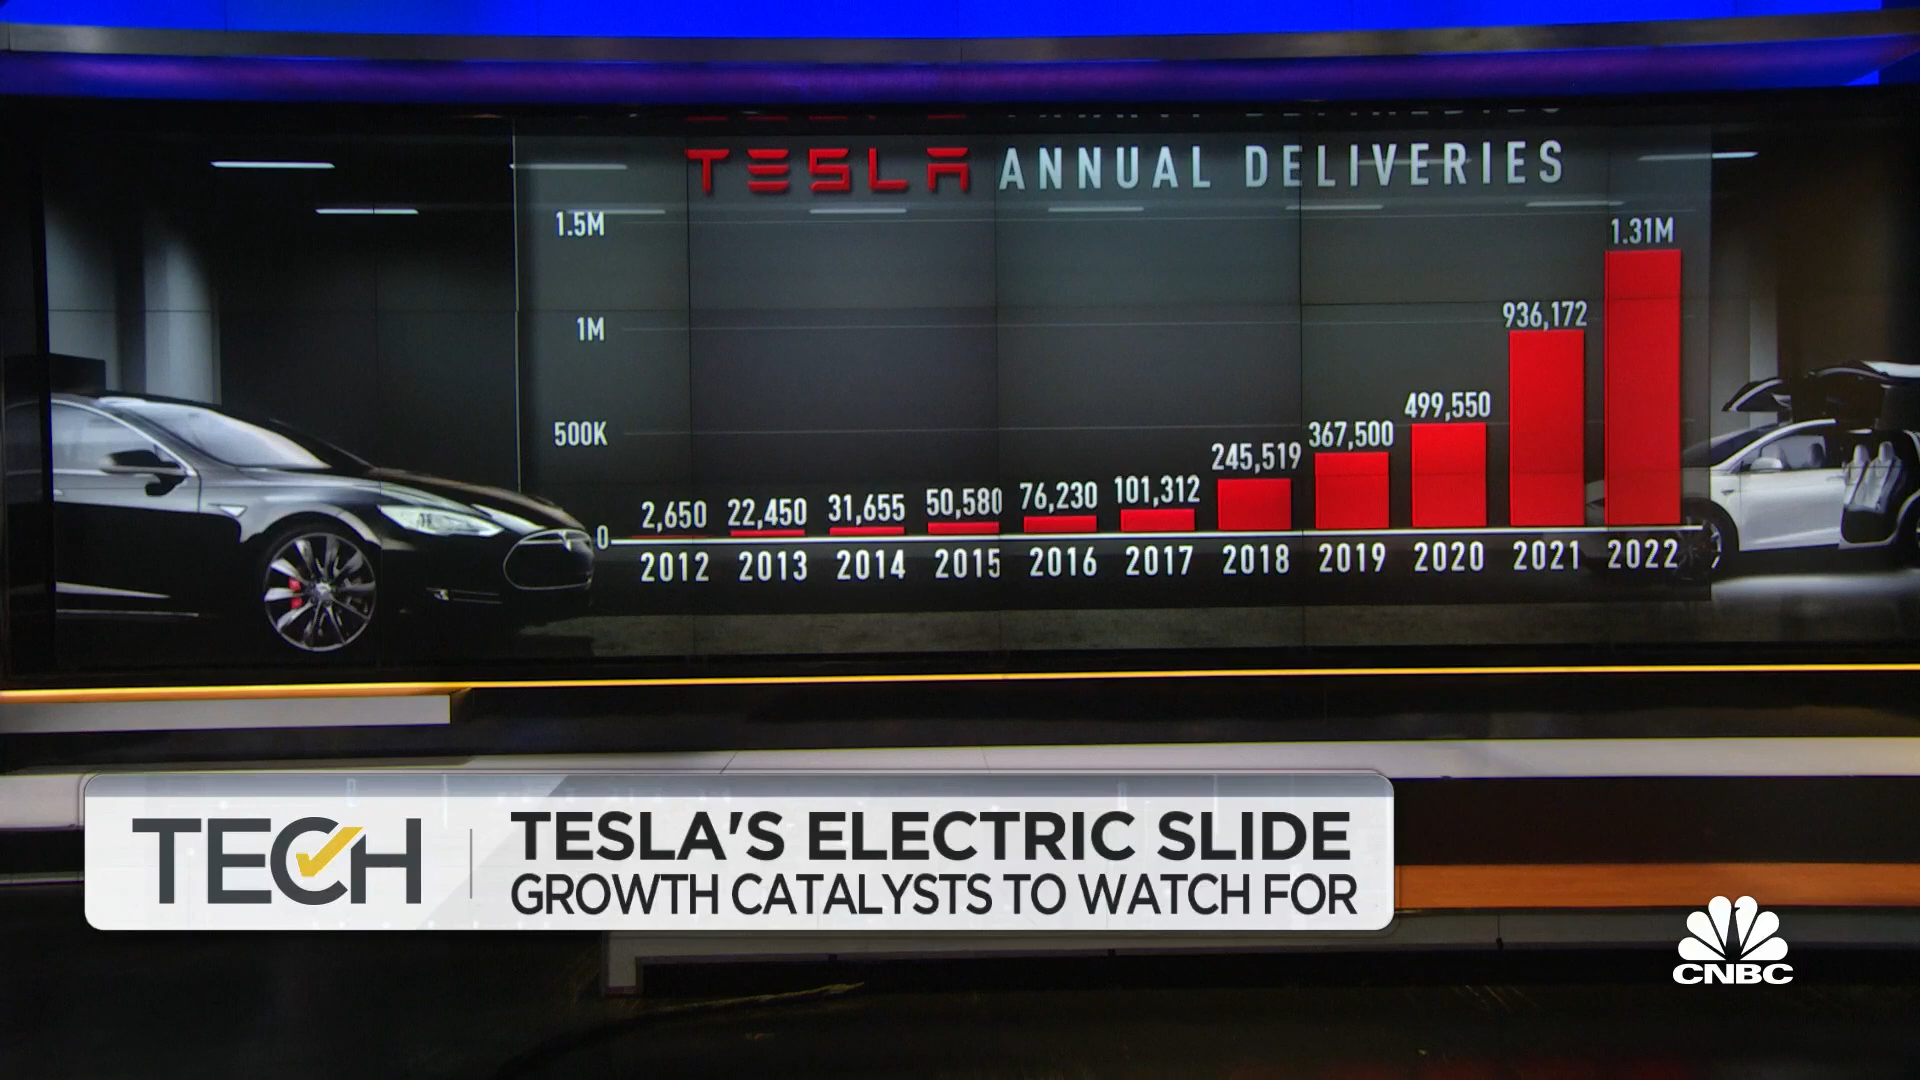 TESLA ANNUAL DELIVERIES
1.5M
1M
500K
0
2,650 22,450 31,655 50,580 76,230 101,312 245,519 367,500 499,550 936,172 1.31M
2012 2013 2014 2015 2016 2017 2018 2019 2020 2021 2022
TECH
TESLA'S ELECTRIC SLIDE
GROWTH CATALYSTS TO WATCH FOR
CNBC